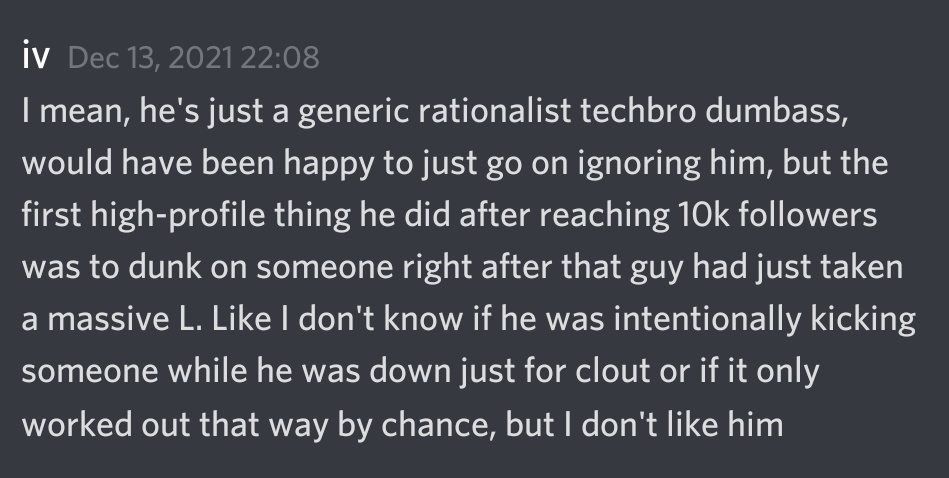 iv Dec 13, 2021 22:08
I mean, he's just a generic rationalist techbro dumbass,
would have been happy to just go on ignoring him, but the
first high-profile thing he did after reaching 10k followers
was to dunk on someone right after that guy had just taken
a massive L. Like I don't know if he was intentionally kicking
someone while he was down just for clout or if it only
worked out that way by chance, but I don't like him